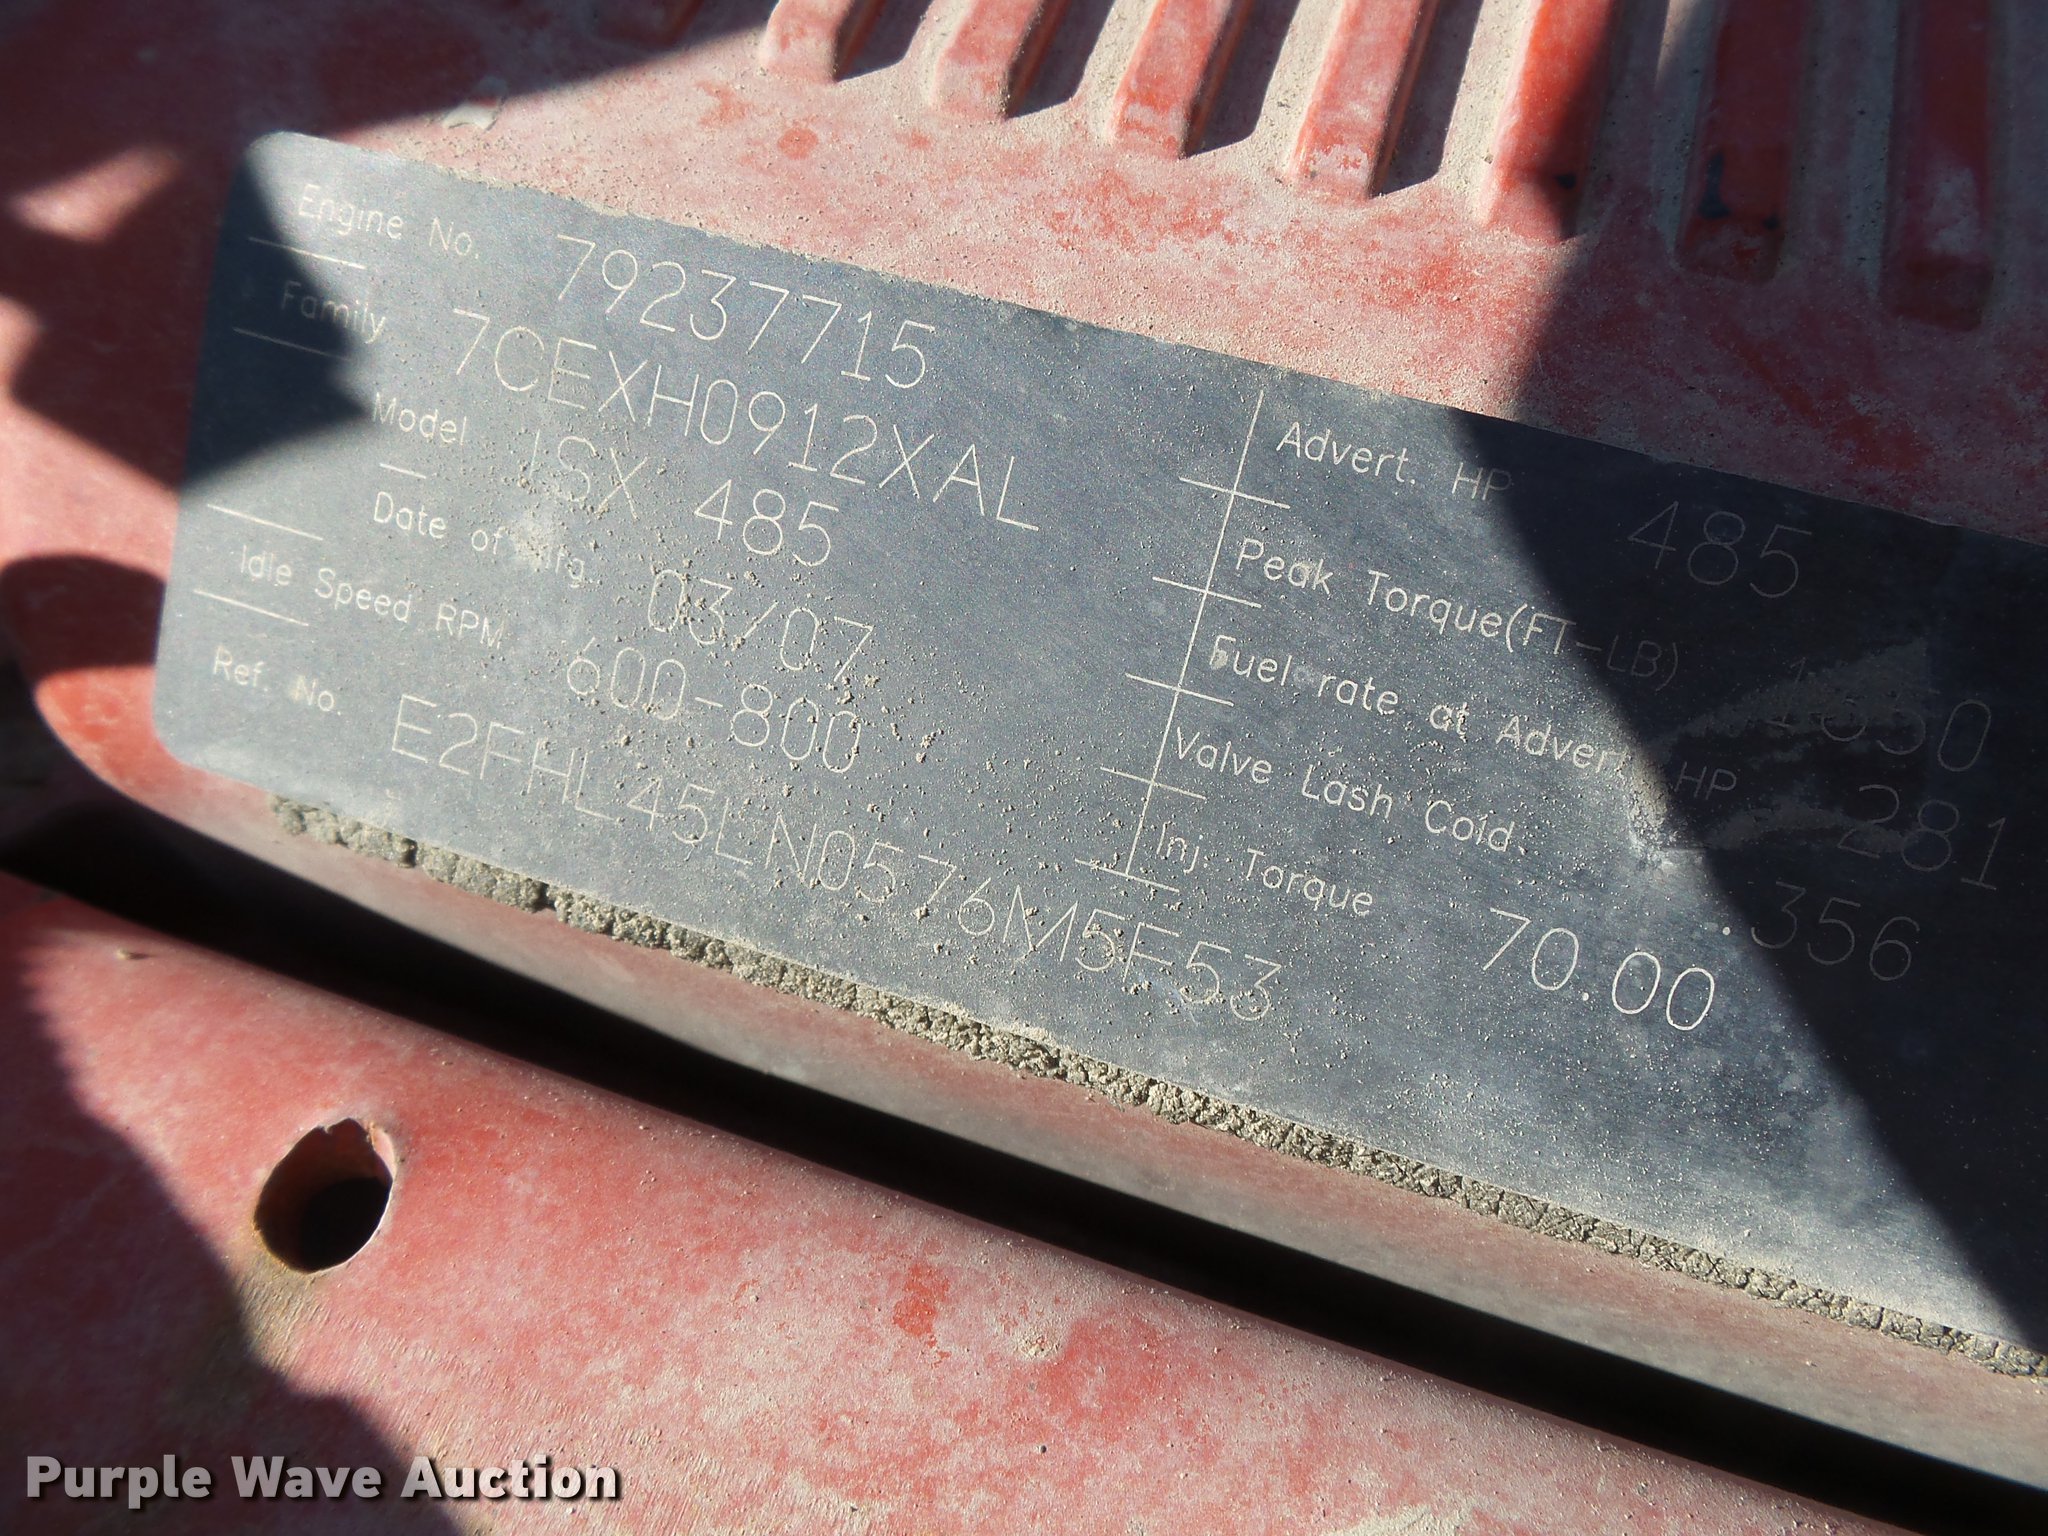 Engine No. 79237715
Family 7CEXH0912XAL
Model ISX 485
Date of Mfg. 03/07
Idle Speed RPM 600-800
Ref. No. E2FHL45LN0576M5F53
Advert. HP 485
Peak Torque(FT-LB)
Fuel rate at Advert. HP 281
Valve Lash Cold. .356
Inj. Torque 70.00
Purple Wave Auction